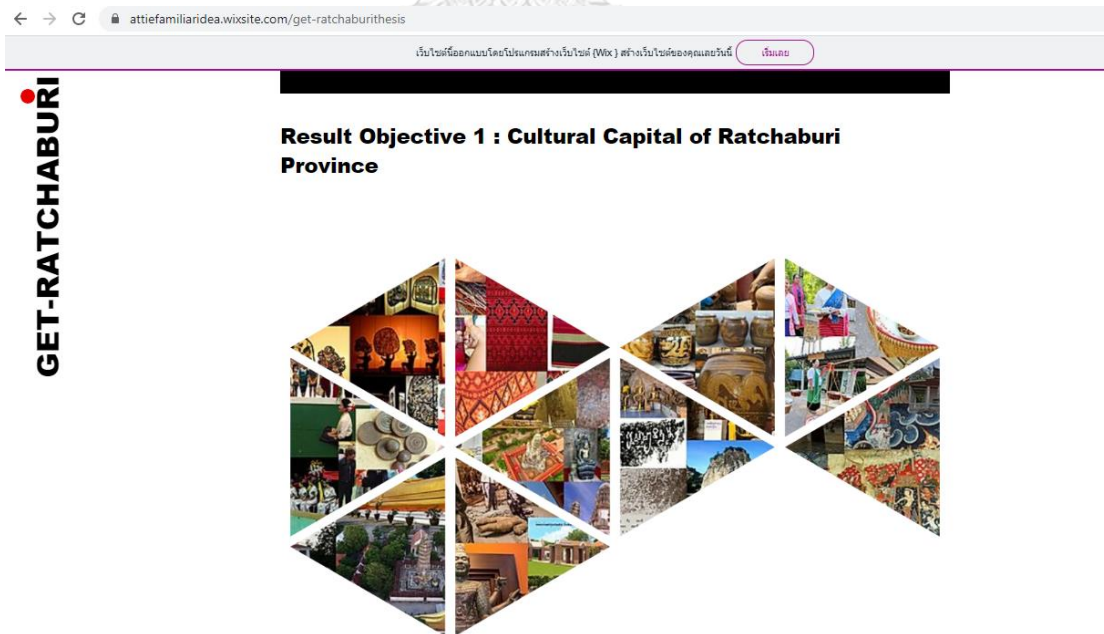 attiefamiliaridea.wixsite.com/get-ratchaburithesis
เว็บไซต์นี้ออกแบบโดยโปรแกรมสร้างเว็บไซต์ {Wix } สร้างเว็บไซต์ของคุณเลยวันนี้ เริ่มเลย
GET-RATCHABURI
Result Objective 1 : Cultural Capital of Ratchaburi
Province